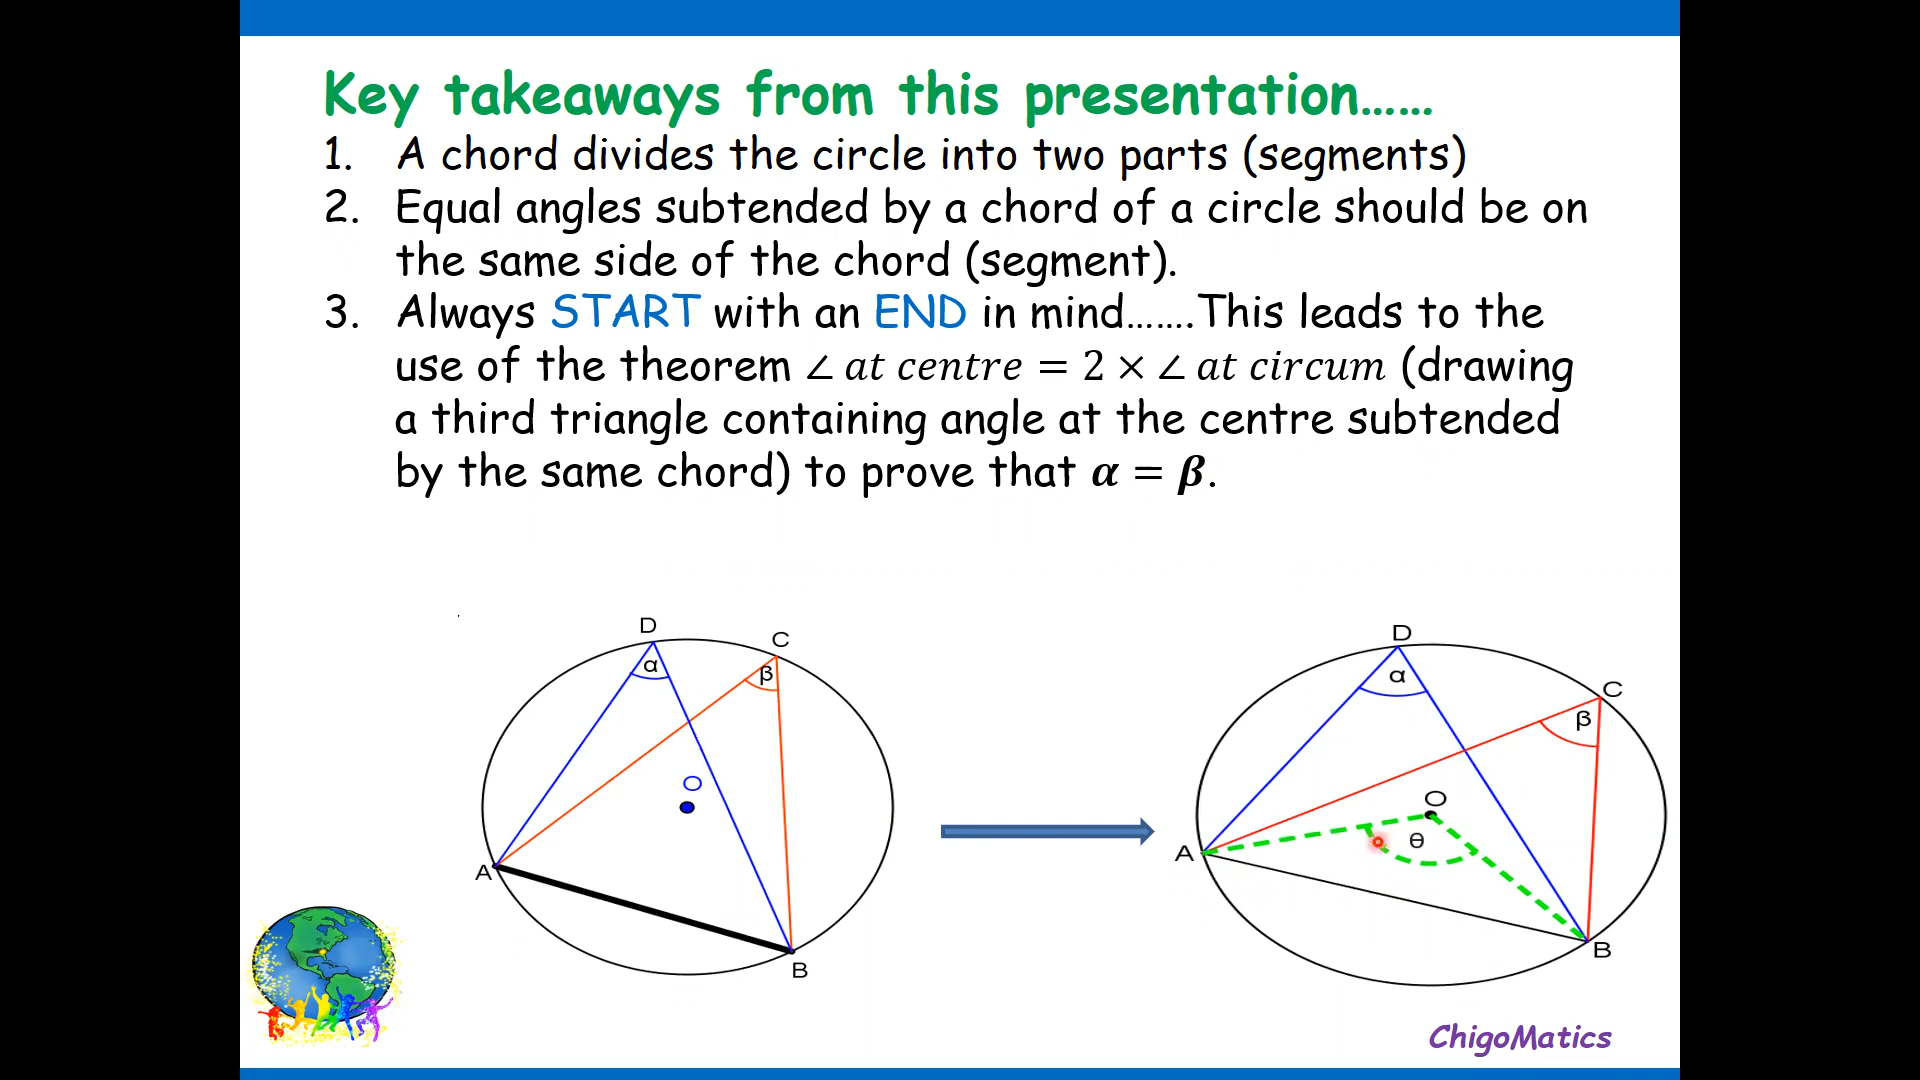 Key takeaways from this presentation……
1. A chord divides the circle into two parts (segments)
2. Equal angles subtended by a chord of a circle should be on
the same side of the chord (segment).
3. Always START with an END in mind…….This leads to the
use of the theorem ∠ at centre = 2 × ∠ at circum (drawing
a third triangle containing angle at the centre subtended
by the same chord) to prove that α = β.
D
C
α
β
O
A
B
D
C
α
β
O
θ
A
B
ChigoMatics